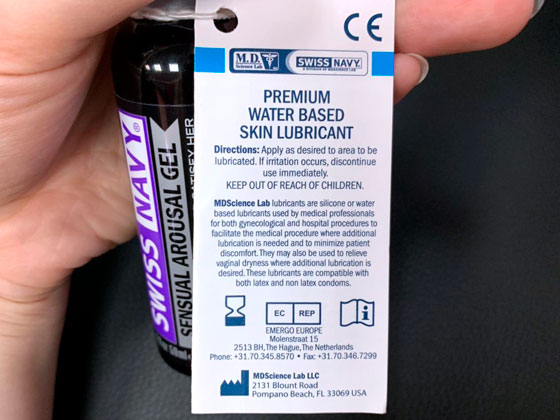 CE
M.D.
Science Lab
SWISS NAVY
A DIVISION OF MDSCIENCE LAB
PREMIUM
WATER BASED
SKIN LUBRICANT
Directions: Apply as desired to area to be
lubricated. If irritation occurs, discontinue
use immediately.
KEEP OUT OF REACH OF CHILDREN.
MDScience Lab lubricants are silicone or water
based lubricants used by medical professionals
for both gynecological and hospital procedures to
facilitate the medical procedure where additional
lubrication is needed and to minimize patient
discomfort. They may also be used to relieve
vaginal dryness where additional lubrication is
desired. These lubricants are compatible with
both latex and non latex condoms.
EC REP
EMERGO EUROPE
Molenstraat 15
2513 BH, The Hague, The Netherlands
Phone: +31.70.345.8570 • Fax: +31.70.346.7299
MDScience Lab LLC
2131 Blount Road
Pompano Beach, FL 33069 USA
SWISS NAVY®
SENSUAL AROUSAL GEL